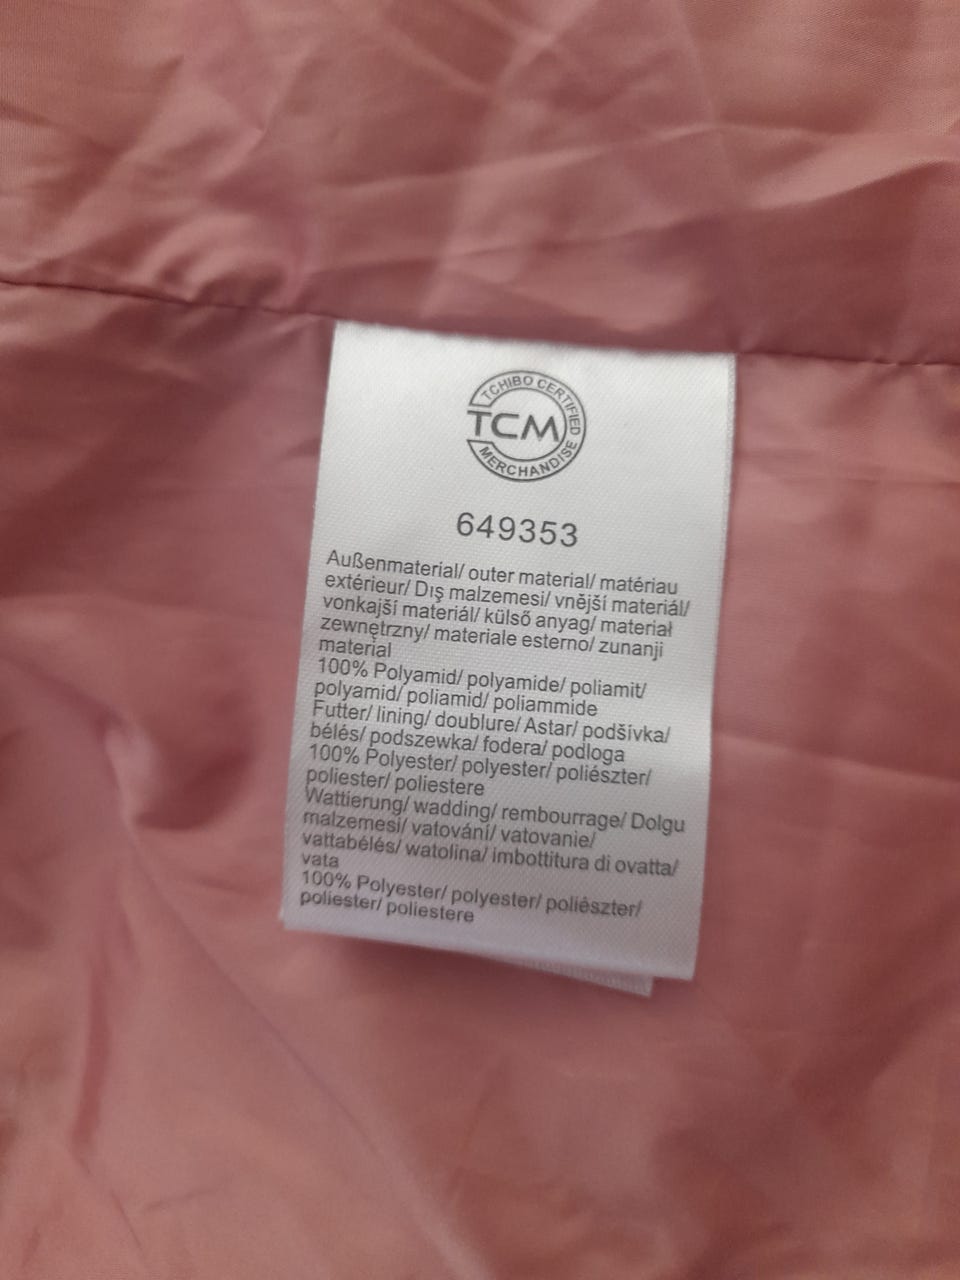 TCHIBO CERTIFIED
TCM
MERCHANDISE
649353
Außenmaterial/ outer material/ matériau
extérieur/ Dış malzemesi/ vnější materiál/
vonkajší materiál/ külső anyag/ materiał
zewnętrzny/ materiale esterno/ zunanji
material
100% Polyamid/ polyamide/ poliamit/
polyamid/ poliamid/ poliammide
Futter/ lining/ doublure/ Astar/ podšívka/
bélés/ podszewka/ fodera/ podloga
100% Polyester/ polyester/ poliészter/
poliester/ poliestere
Wattierung/ wadding/ rembourrage/ Dolgu
malzemesi/ vatování/ vatovanie/
vattabélés/ watolina/ imbottitura di ovatta/
vata
100% Polyester/ polyester/ poliészter/
poliester/ poliestere